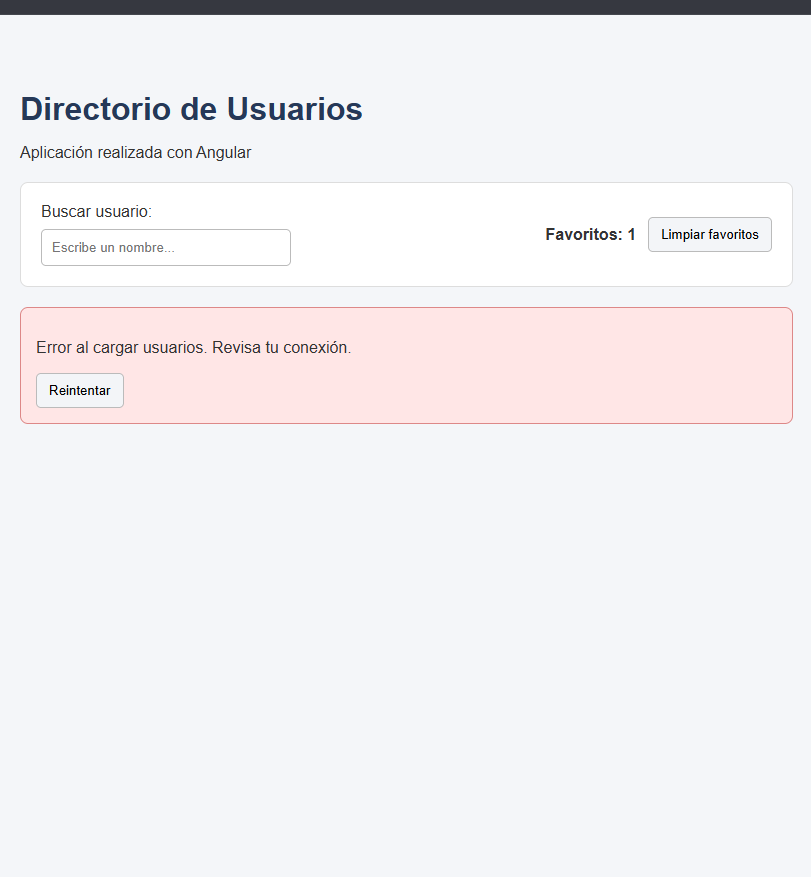 Directorio de Usuarios
Aplicación realizada con Angular
Buscar usuario:
Escribe un nombre...
Favoritos: 1
Limpiar favoritos
Error al cargar usuarios. Revisa tu conexión.
Reintentar